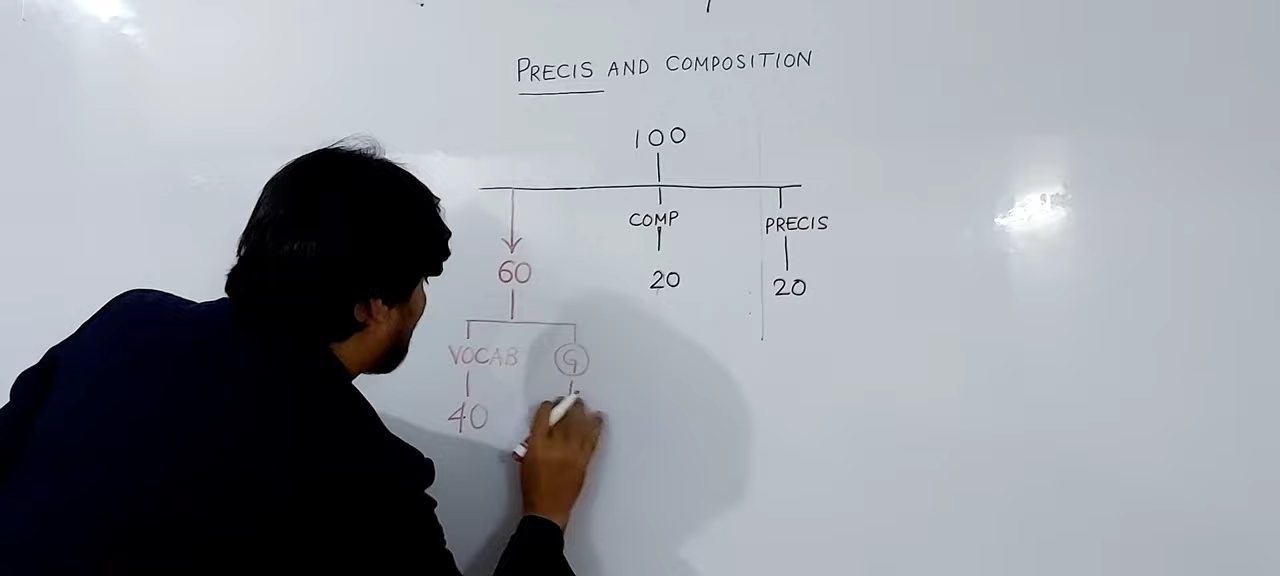 PRECIS AND COMPOSITION
100
COMP PRECIS
60 20 20
VOCAB G
40